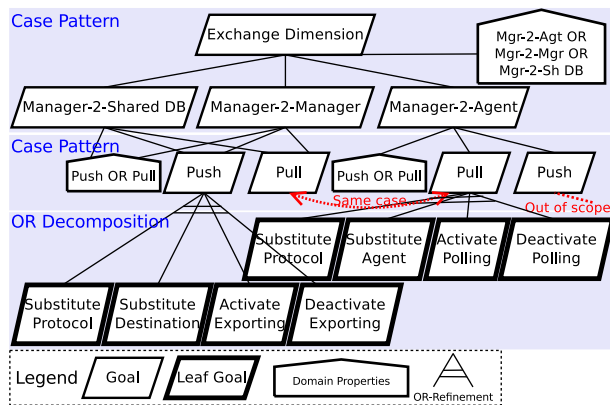 Case Pattern
Exchange Dimension
Mgr-2-Agt OR
Mgr-2-Mgr OR
Mgr-2-Sh DB
Manager-2-Shared DB
Manager-2-Manager
Manager-2-Agent
Case Pattern
Push OR Pull
Push
Pull
Push OR Pull
Pull
Push
Same case
Out of scope
OR Decomposition
Substitute
Protocol
Substitute
Agent
Activate
Polling
Deactivate
Polling
Substitute
Protocol
Substitute
Destination
Activate
Exporting
Deactivate
Exporting
Legend
Goal
Leaf Goal
Domain Properties
OR-Refinement